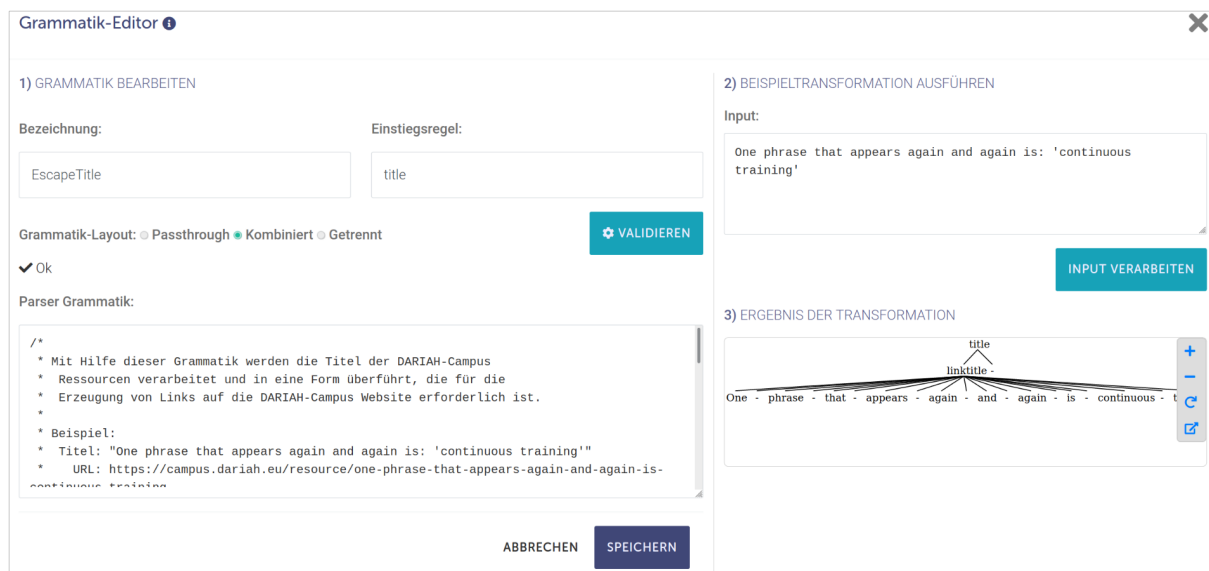 Grammatik-Editor
1) GRAMMATIK BEARBEITEN
Bezeichnung:
Einstiegsregel:
EscapeTitle
title
Grammatik-Layout: Passthrough Kombiniert Getrennt
VALIDIEREN
Ok
Parser Grammatik:
/*
* Mit Hilfe dieser Grammatik werden die Titel der DARIAH-Campus
* Ressourcen verarbeitet und in eine Form überführt, die für die
* Erzeugung von Links auf die DARIAH-Campus Website erforderlich ist.
*
* Beispiel:
* Titel: "One phrase that appears again and again is: 'continuous training'"
* URL: https://campus.dariah.eu/resource/one-phrase-that-appears-again-and-again-is-
continuous-training
ABBRECHEN
SPEICHERN
2) BEISPIELTRANSFORMATION AUSFÜHREN
Input:
One phrase that appears again and again is: 'continuous
training'
INPUT VERARBEITEN
3) ERGEBNIS DER TRANSFORMATION
title
linktitle -
One - phrase - that - appears - again - and - again - is - continuous - t